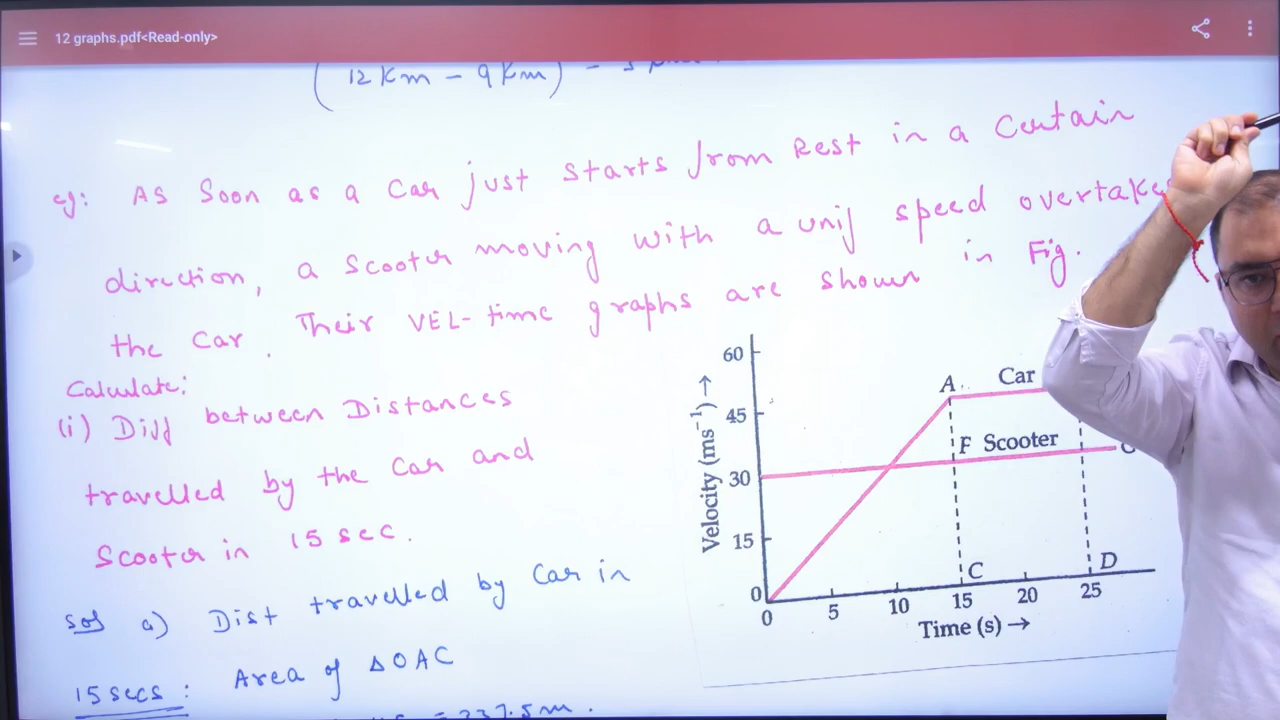 12 graphs.pdf<Read-only>
(12 Km - 9 Km) -
eg: As Soon as a Car just starts from Rest in a Certain
direction, a Scooter moving with a unif speed overtakes
the Car. Their VEL-time graphs are shown in Fig.
Calculate:
(i) Diff between Distances
travelled by the Car and
Scooter in 15 sec.
Sol a) Dist travelled by Car in
15 secs: Area of ΔOAC
= 337.5 m.
Velocity (ms⁻¹) →
60
45
30
15
0
A
Car
F Scooter
C
D
0 5 10 15 20 25
Time (s) →